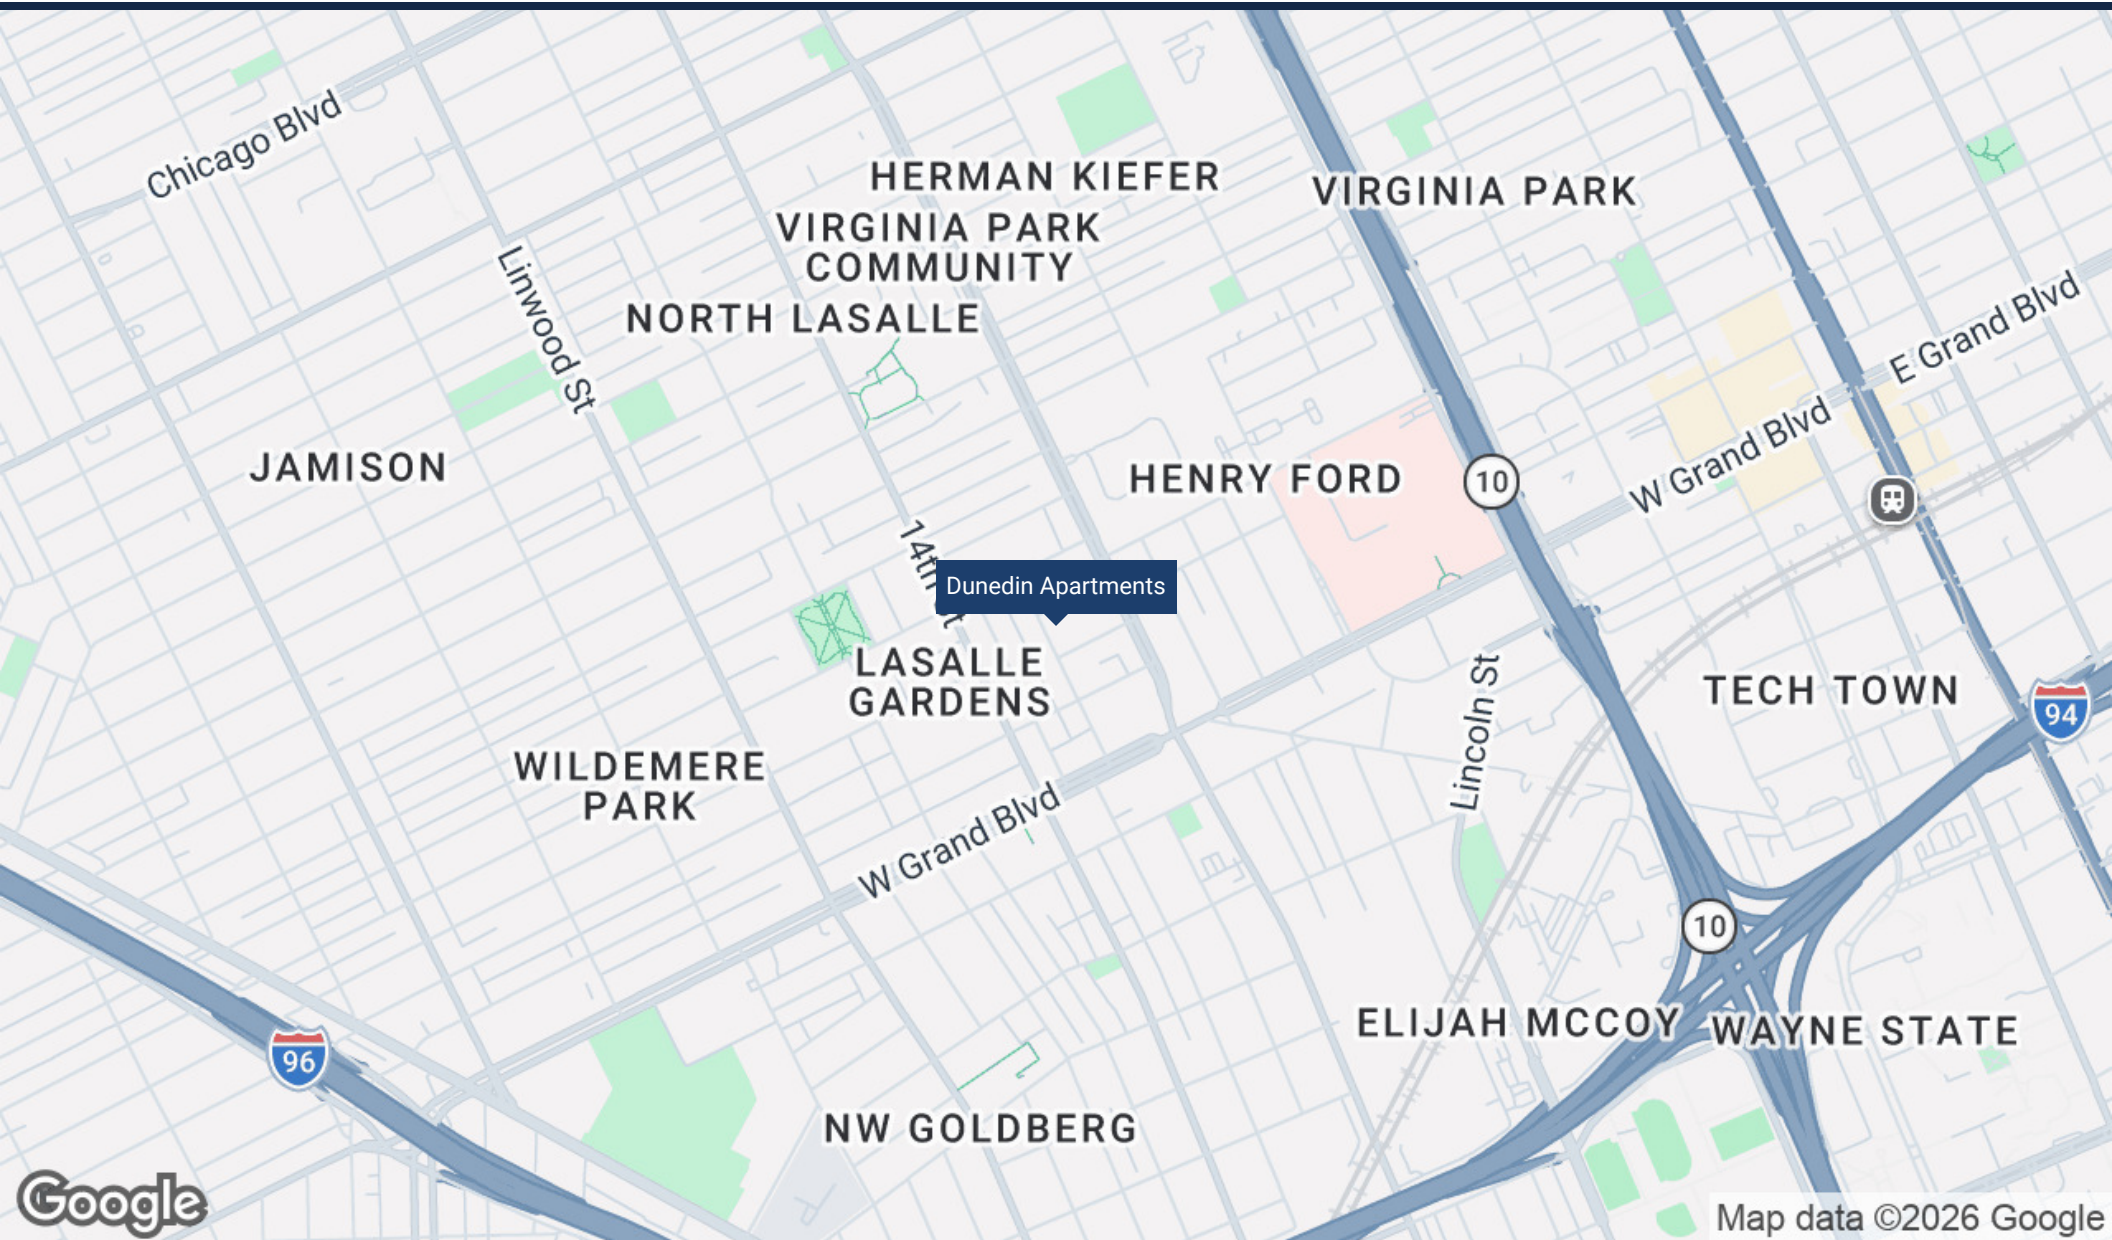 Chicago Blvd
HERMAN KIEFER
VIRGINIA PARK
VIRGINIA PARK
COMMUNITY
Linwood St
NORTH LASALLE
E Grand Blvd
W Grand Blvd
JAMISON
HENRY FORD
10
14th St
Dunedin Apartments
LASALLE
GARDENS
Lincoln St
TECH TOWN
94
WILDEMERE
PARK
W Grand Blvd
10
ELIJAH MCCOY
WAYNE STATE
96
NW GOLDBERG
Google
Map data ©2026 Google